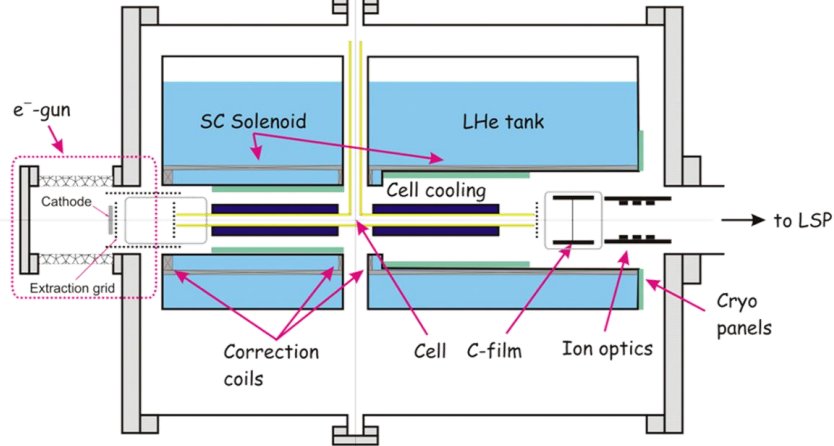 e⁻-gun
SC Solenoid
LHe tank
Cell cooling
Cathode
to LSP
Extraction grid
Cryo
panels
Correction
coils
Cell
C-film
Ion optics